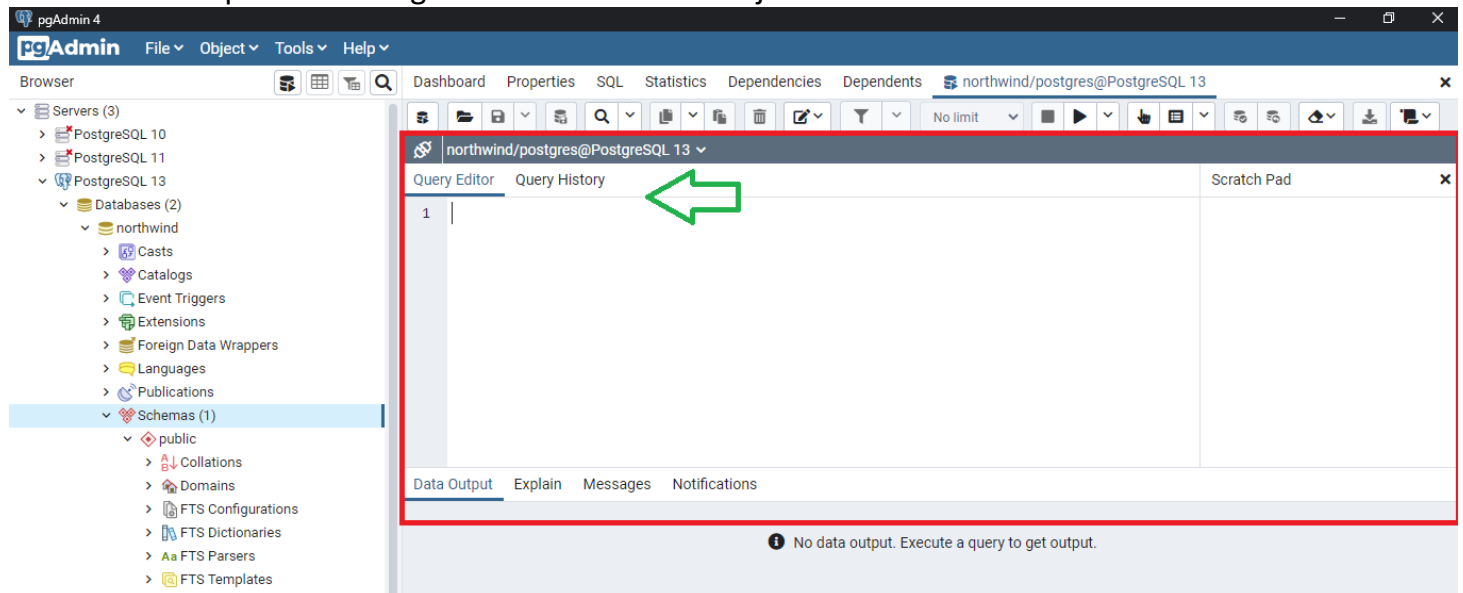 pgAdmin 4
pgAdmin File Object Tools Help
Browser
Dashboard Properties SQL Statistics Dependencies Dependents northwind/postgres@PostgreSQL 13
No limit
Servers (3)
PostgreSQL 10
PostgreSQL 11
PostgreSQL 13
Databases (2)
northwind
Casts
Catalogs
Event Triggers
Extensions
Foreign Data Wrappers
Languages
Publications
Schemas (1)
public
Collations
Domains
FTS Configurations
FTS Dictionaries
Aa FTS Parsers
FTS Templates
northwind/postgres@PostgreSQL 13
Query Editor Query History
Scratch Pad
1
Data Output Explain Messages Notifications
No data output. Execute a query to get output.